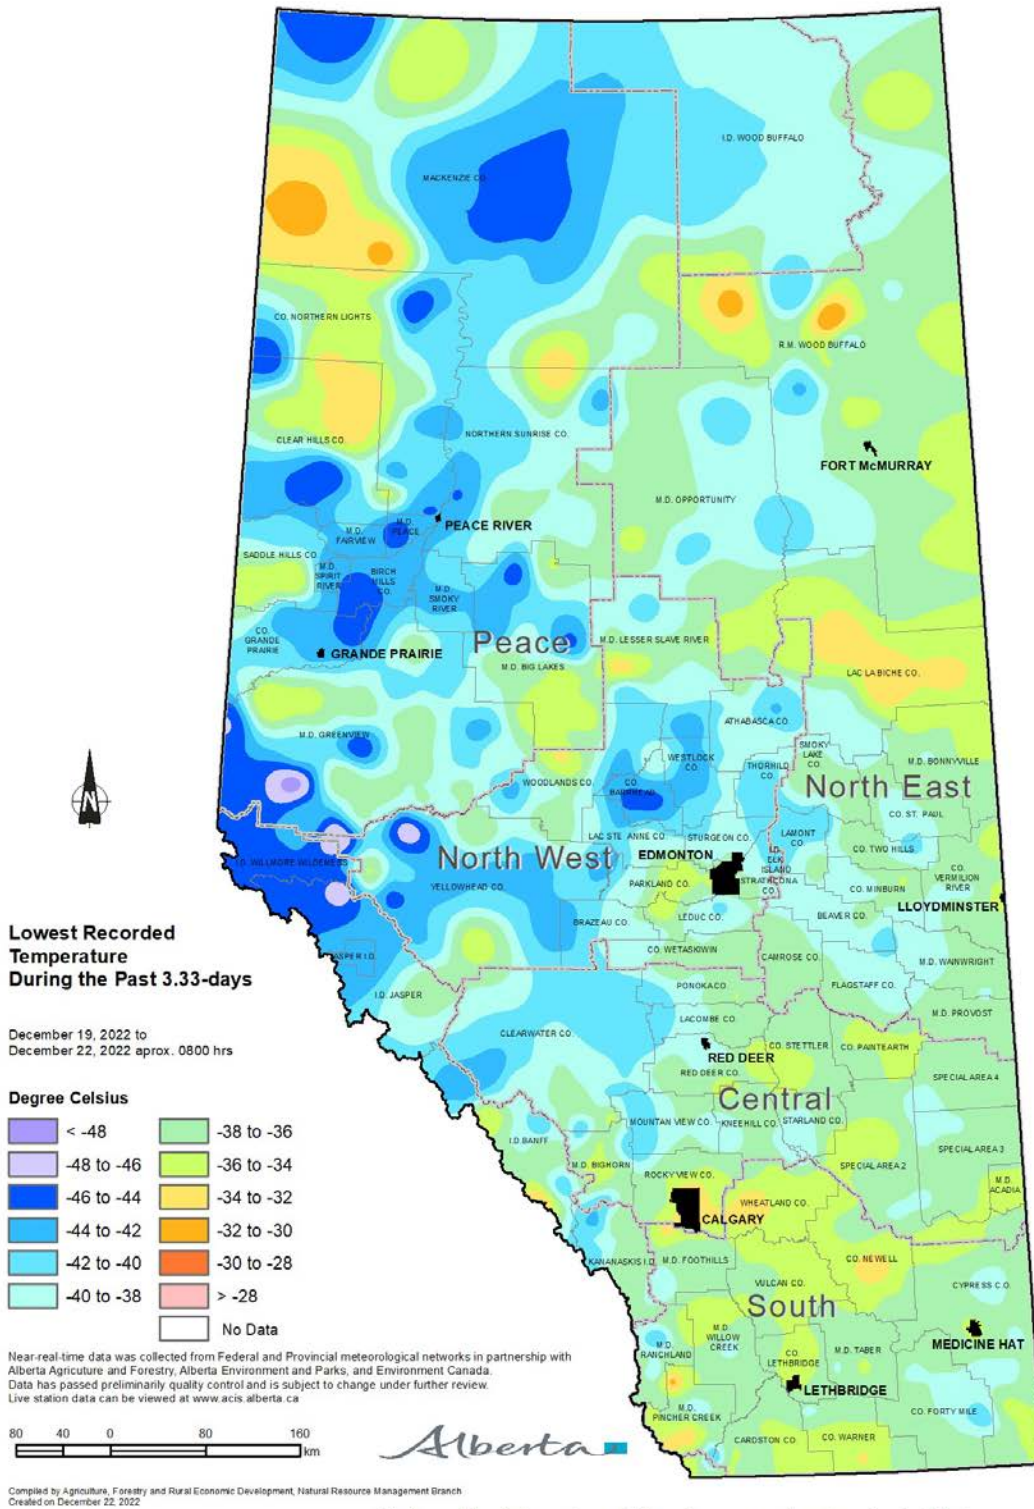 I.D. WOOD BUFFALO
MACKENZIE CO.
CO. NORTHERN LIGHTS
R.M. WOOD BUFFALO
CLEAR HILLS CO.
NORTHERN SUNRISE CO.
FORT McMURRAY
M.D. OPPORTUNITY
M.D.
PEACE
PEACE RIVER
M.D.
FAIRVIEW
SADDLE HILLS CO.
M.D.
SPIRIT
RIVER
BIRCH
HILLS
CO.
M.D.
SMOKY
RIVER
CO.
GRANDE
PRAIRIE
GRANDE PRAIRIE
Peace
M.D. BIG LAKES
M.D. LESSER SLAVE RIVER
LAC LA BICHE CO.
M.D. GREENVIEW
ATHABASCA CO.
WOODLANDS CO.
WESTLOCK
CO.
CO.
BARRHEAD
THORHILD
CO.
SMOKY
LAKE
CO.
M.D. BONNYVILLE
North East
CO. ST. PAUL
LAC STE ANNE CO.
STURGEON CO.
LAMONT
CO.
CO. TWO HILLS
I.D. WILLMORE WILDERNESS
North West
YELLOWHEAD CO.
EDMONTON
I.D.
ELK
ISLAND
PARKLAND CO.
STRATHCONA
CO.
CO. MINBURN
CO.
VERMILION
RIVER
LLOYDMINSTER
BRAZEAU CO.
LEDUC CO.
BEAVER CO.
CO. WETASKIWIN
CAMROSE CO.
M.D. WAINWRIGHT
JASPER I.D.
I.D. JASPER
PONOKA CO.
FLAGSTAFF CO.
M.D. PROVOST
CLEARWATER CO.
LACOMBE CO.
RED DEER
CO. STETTLER
CO. PAINTEARTH
RED DEER CO.
SPECIAL AREA 4
Central
MOUNTAIN VIEW CO.
KNEEHILL CO.
STARLAND CO.
I.D. BANFF
SPECIAL AREA 3
M.D. BIGHORN
ROCKY VIEW CO.
SPECIAL AREA 2
M.D.
ACADIA
WHEATLAND CO.
CALGARY
KANANASKIS I.D.
M.D. FOOTHILLS
CO. NEWELL
VULCAN CO.
CYPRESS C.O.
South
M.D.
RANCHLAND
M.D.
WILLOW
CREEK
CO.
LETHBRIDGE
M.D. TABER
MEDICINE HAT
LETHBRIDGE
M.D.
PINCHER CREEK
CO. FORTY MILE
CARDSTON CO.
CO. WARNER
N
Lowest Recorded
Temperature
During the Past 3.33-days
December 19, 2022 to
December 22, 2022 aprox. 0800 hrs
Degree Celsius
< -48
-48 to -46
-46 to -44
-44 to -42
-42 to -40
-40 to -38
-38 to -36
-36 to -34
-34 to -32
-32 to -30
-30 to -28
> -28
No Data
Near-real-time data was collected from Federal and Provincial meteorological networks in partnership with
Alberta Agricuture and Forestry, Alberta Environment and Parks, and Environment Canada.
Data has passed preliminarily quality control and is subject to change under further review.
Live station data can be viewed at www.acis.alberta.ca
80 40 0 80 160
km
Alberta
Compiled by Agriculture, Forestry and Rural Economic Development, Natural Resource Management Branch
Created on December 22, 2022